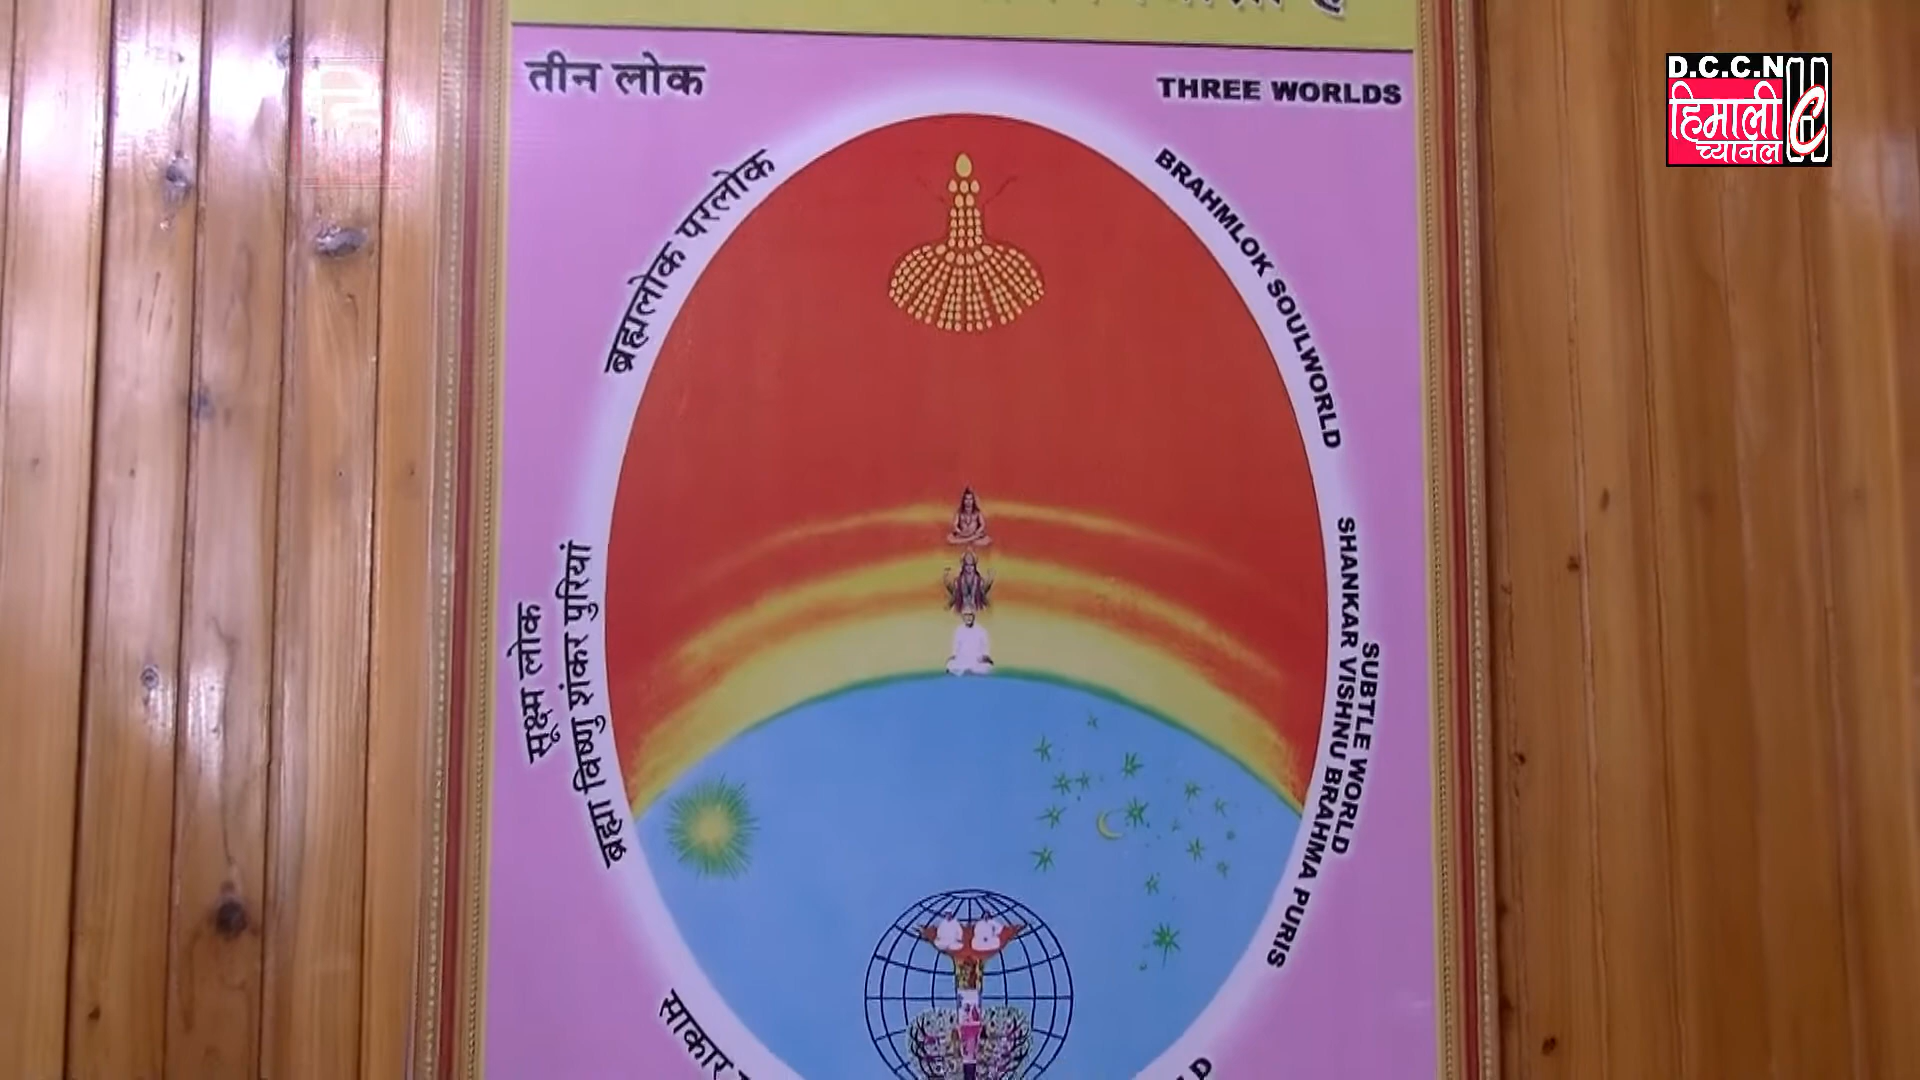 तीन लोक
THREE WORLDS
D.C.C.N
हिमाली
च्यानल
ब्रह्मलोक परलोक
BRAHMLOK SOULWORLD
सूक्ष्म लोक
ब्रह्मा विष्णु शंकर पुरियां
SUBTLE WORLD
SHANKAR VISHNU BRAHMA PURIS
साकार